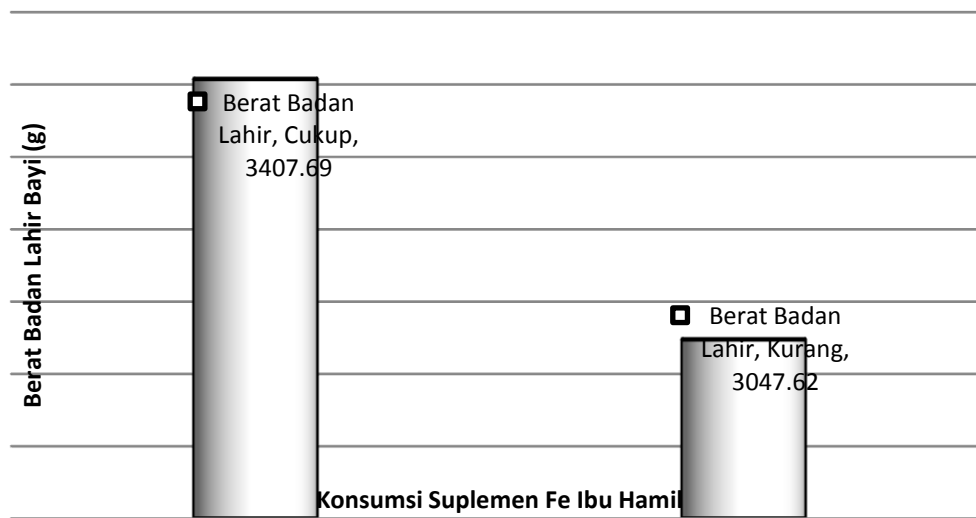 Berat Badan Lahir Bayi (g)
Berat Badan
Lahir, Cukup,
3407.69
Berat Badan
Lahir, Kurang,
3047.62
Konsumsi Suplemen Fe Ibu Hamil